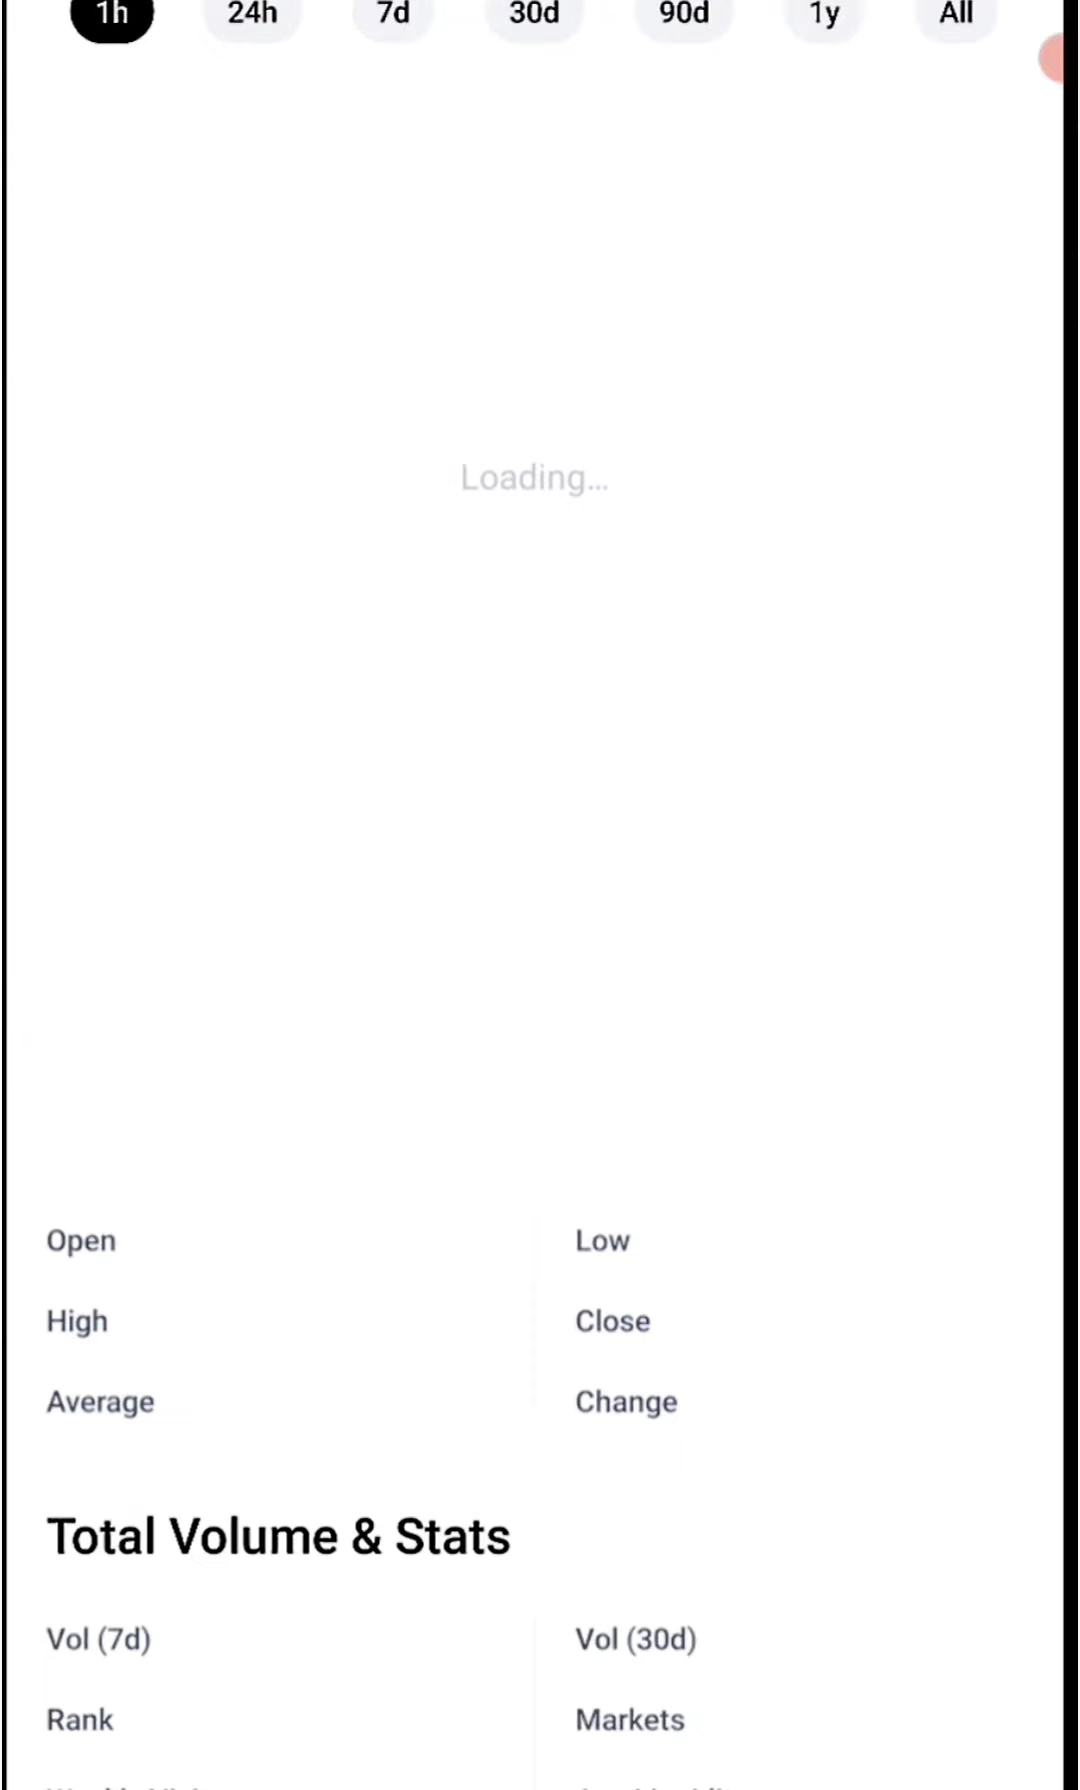 1h 24h 7d 30d 90d 1y All
Loading...
Open Low
High Close
Average Change
Total Volume & Stats
Vol (7d) Vol (30d)
Rank Markets